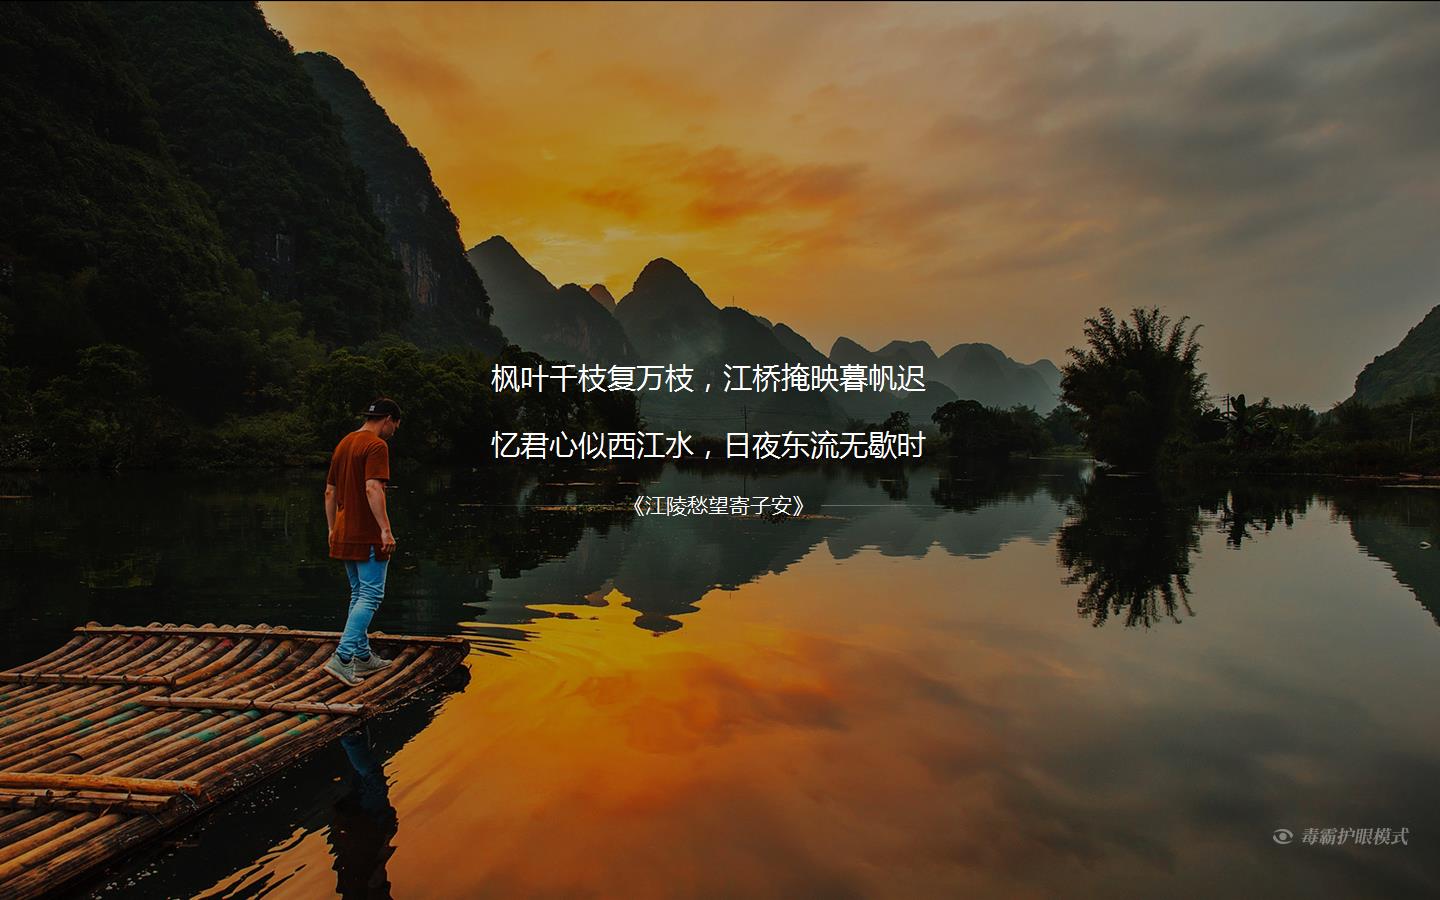 枫叶千枝复万枝，江桥掩映暮帆迟
忆君心似西江水，日夜东流无歇时
《江陵愁望寄子安》
毒霸护眼模式